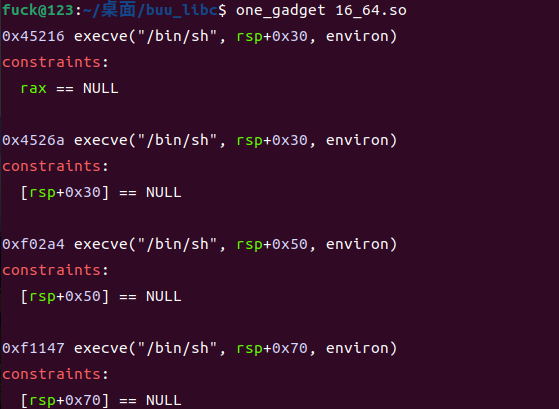 fuck@123:~/桌面/buu_libc$ one_gadget 16_64.so
0x45216 execve("/bin/sh", rsp+0x30, environ)
constraints:
  rax == NULL

0x4526a execve("/bin/sh", rsp+0x30, environ)
constraints:
  [rsp+0x30] == NULL

0xf02a4 execve("/bin/sh", rsp+0x50, environ)
constraints:
  [rsp+0x50] == NULL

0xf1147 execve("/bin/sh", rsp+0x70, environ)
constraints:
  [rsp+0x70] == NULL